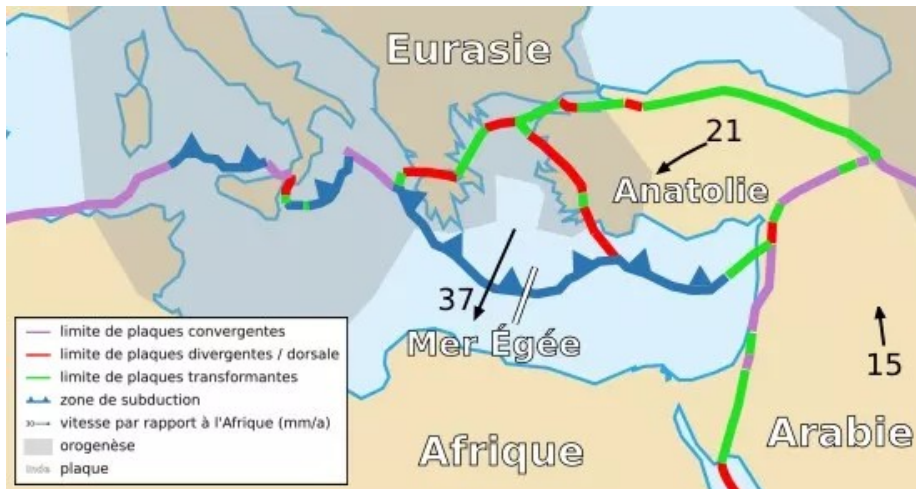 Eurasie
21
Anatolie
37
Mer Égée
15
Afrique
Arabie
limite de plaques convergentes
limite de plaques divergentes / dorsale
limite de plaques transformantes
zone de subduction
vitesse par rapport à l'Afrique (mm/a)
orogenèse
plaque